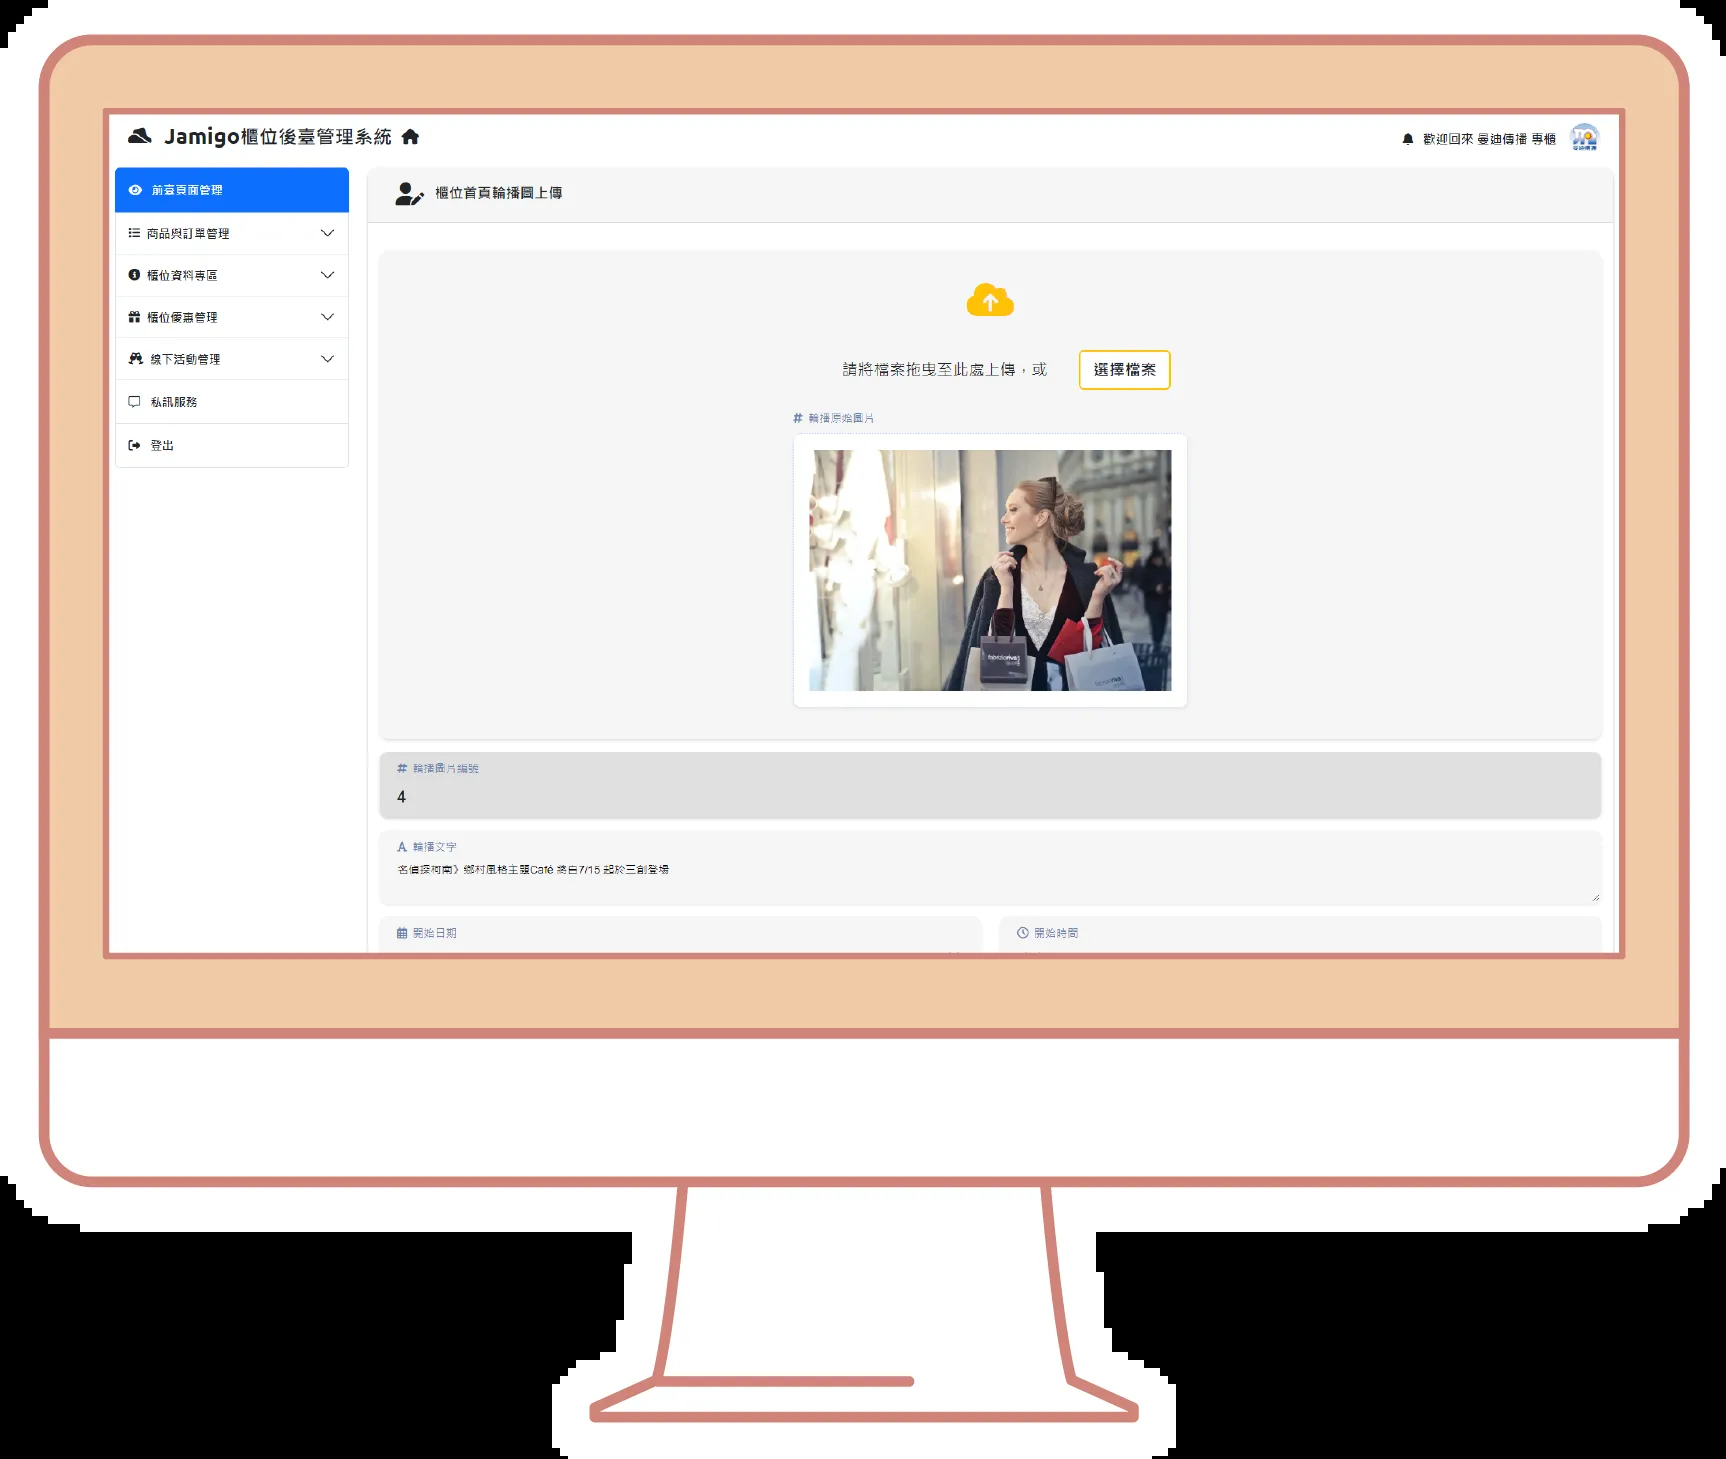 Jamigo櫃位後臺管理系統
歡迎回來 曼迪傳播 專櫃
前臺頁面管理
商品與訂單管理
櫃位資料專區
櫃位優惠管理
線下活動管理
私訊服務
登出
櫃位首頁輪播圖上傳
請將檔案拖曳至此處上傳，或
選擇檔案
# 輪播原始圖片
# 輪播圖片編號
4
輪播文字
名偵探柯南》鄉村風格主題Café 將自7/15 起於三創登場
開始日期
開始時間